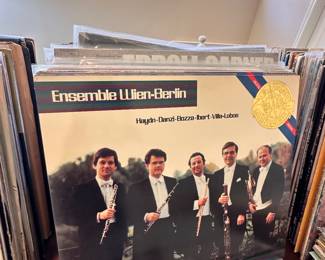 Ensemble Wien-Berlin
Haydn•Danzi•Bozza•Ibert•Villa-Lobos